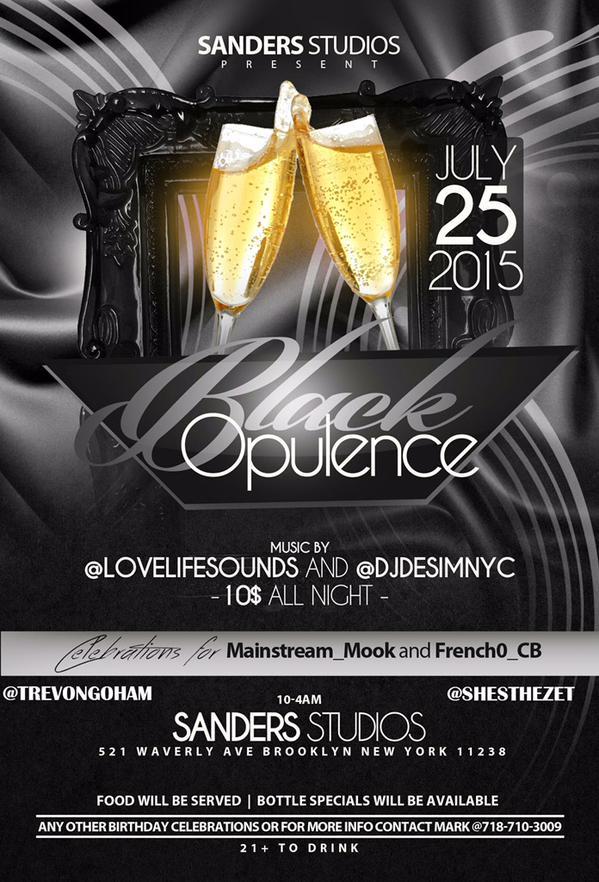 SANDERS STUDIOS
PRESENT
JULY
25
2015
Black
Opulence
MUSIC BY
@LOVELIFESOUNDS AND @DJDESIMNYC
- 10$ ALL NIGHT -
Celebrations for Mainstream_Mook and French0_CB
@TREVONGOHAM
@SHESTHEZET
10-4AM
SANDERS STUDIOS
521 WAVERLY AVE BROOKLYN NEW YORK 11238
FOOD WILL BE SERVED | BOTTLE SPECIALS WILL BE AVAILABLE
ANY OTHER BIRTHDAY CELEBRATIONS OR FOR MORE INFO CONTACT MARK @718-710-3009
21+ TO DRINK